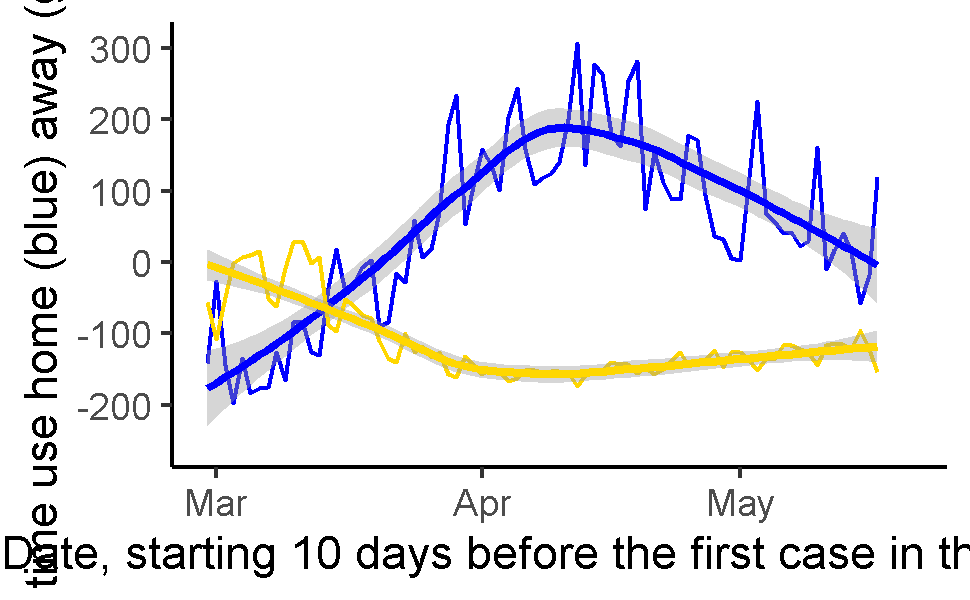 time use home (blue) away (
300
200
100
0
-100
-200
Mar Apr May
Date, starting 10 days before the first case in th